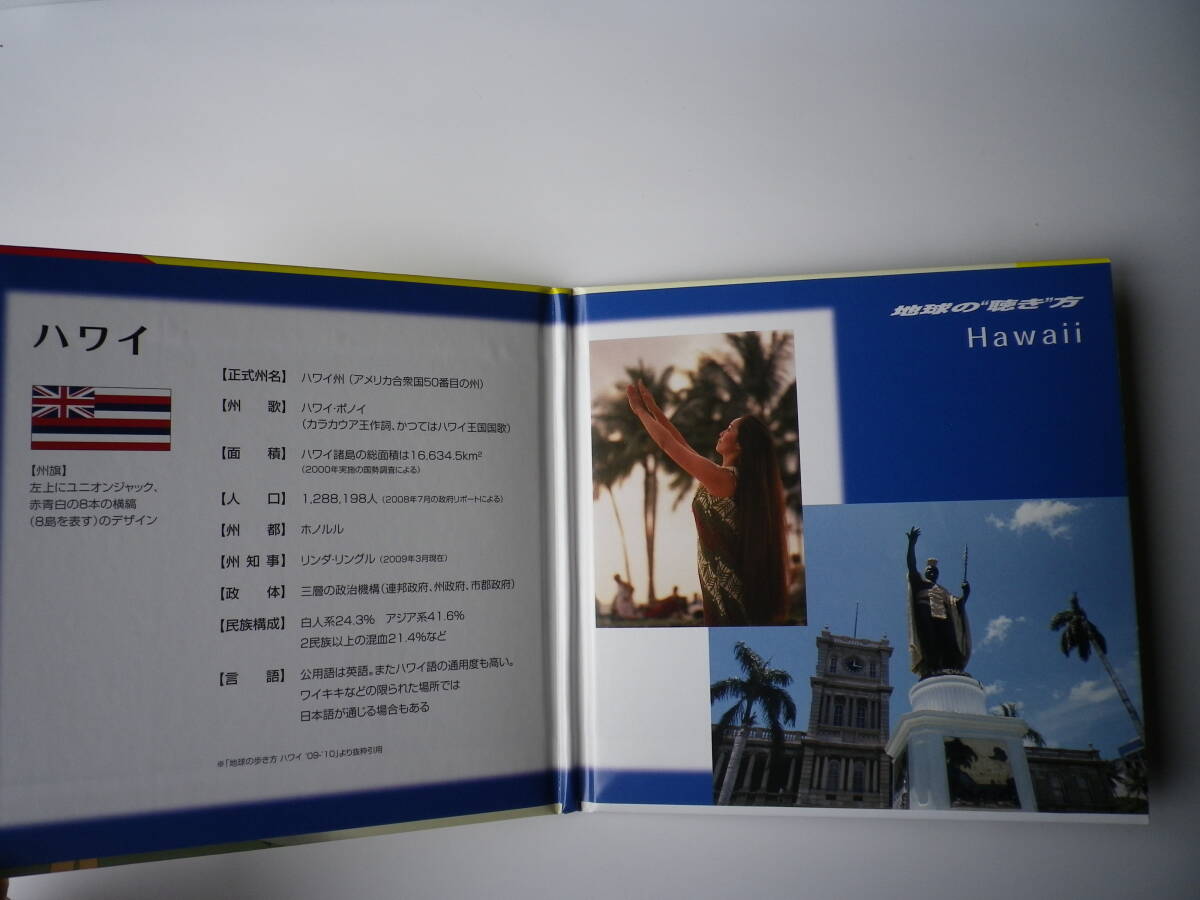 ハワイ
【州旗】
左上にユニオンジャック、
赤青白の8本の横縞
(8島を表す)のデザイン
【正式州名】 ハワイ州 (アメリカ合衆国50番目の州)
【州 歌】 ハワイ・ポノイ
(カラカウア王作詞、かつてはハワイ王国国歌)
【面 積】 ハワイ諸島の総面積は16,634.5km²
(2000年実施の国勢調査による)
【人 口】 1,288,198人 (2008年7月の政府リポートによる)
【州 都】 ホノルル
【州 知 事】 リンダ・リングル (2009年3月現在)
【政 体】 三層の政治機構(連邦政府、州政府、市郡政府)
【民族構成】 白人系24.3% アジア系41.6%
2民族以上の混血21.4%など
【言 語】 公用語は英語。またハワイ語の通用度も高い。
ワイキキなどの限られた場所では
日本語が通じる場合もある
※「地球の歩き方 ハワイ '09-'10」より抜粋引用
地球の“聴き”方
Hawaii